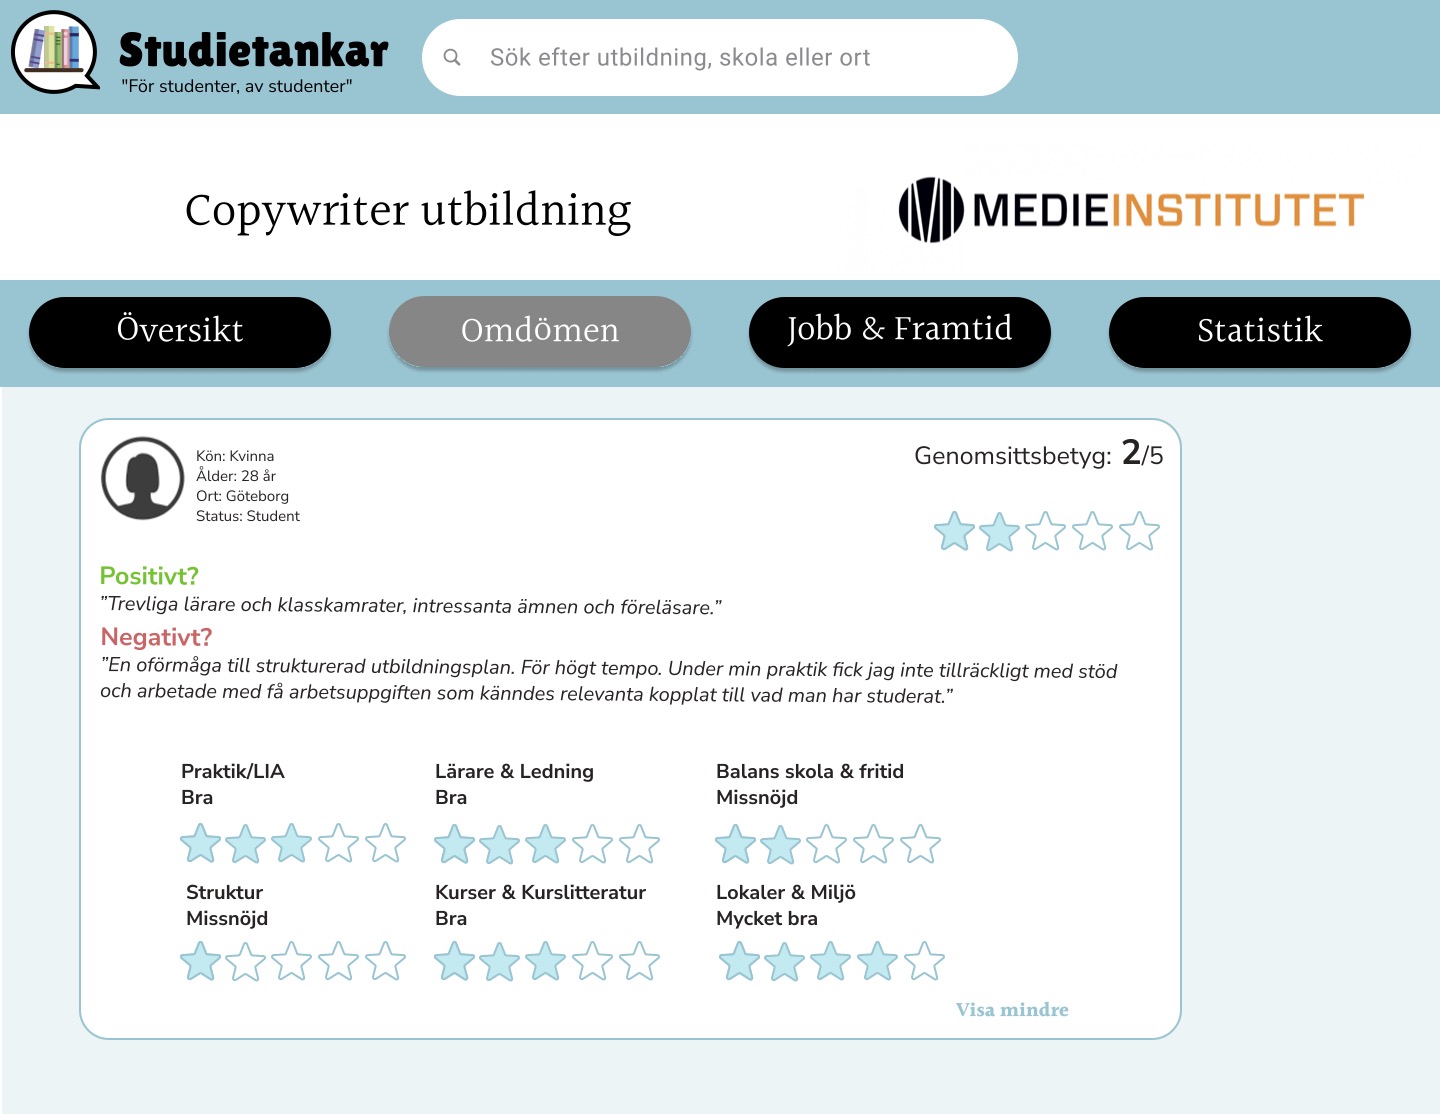 Studietankar
"För studenter, av studenter"
Sök efter utbildning, skola eller ort
Copywriter utbildning
MEDIEINSTITUTET
Översikt
Omdömen
Jobb & Framtid
Statistik
Kön: Kvinna
Ålder: 28 år
Ort: Göteborg
Status: Student
Genomsittsbetyg: 2/5
Positivt?
”Trevliga lärare och klasskamrater, intressanta ämnen och föreläsare.”
Negativt?
”En oförmåga till strukturerad utbildningsplan. För högt tempo. Under min praktik fick jag inte tillräckligt med stöd
och arbetade med få arbetsuppgiften som känndes relevanta kopplat till vad man har studerat.”
Praktik/LIA
Bra
Lärare & Ledning
Bra
Balans skola & fritid
Missnöjd
Struktur
Missnöjd
Kurser & Kurslitteratur
Bra
Lokaler & Miljö
Mycket bra
Visa mindre